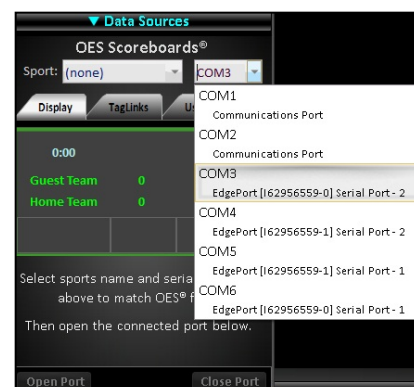 ▼ Data Sources
OES Scoreboards®
Sport: (none) COM3
Display TagLinks
COM1
Communications Port
COM2
Communications Port
COM3
EdgePort [I62956559-0] Serial Port - 2
COM4
EdgePort [I62956559-1] Serial Port - 2
COM5
EdgePort [I62956559-1] Serial Port - 1
COM6
EdgePort [I62956559-0] Serial Port - 1
0:00
Guest Team 0
Home Team 0
Select sports name and
above to match OES®
Then open the connected port below.
Open Port Close Port